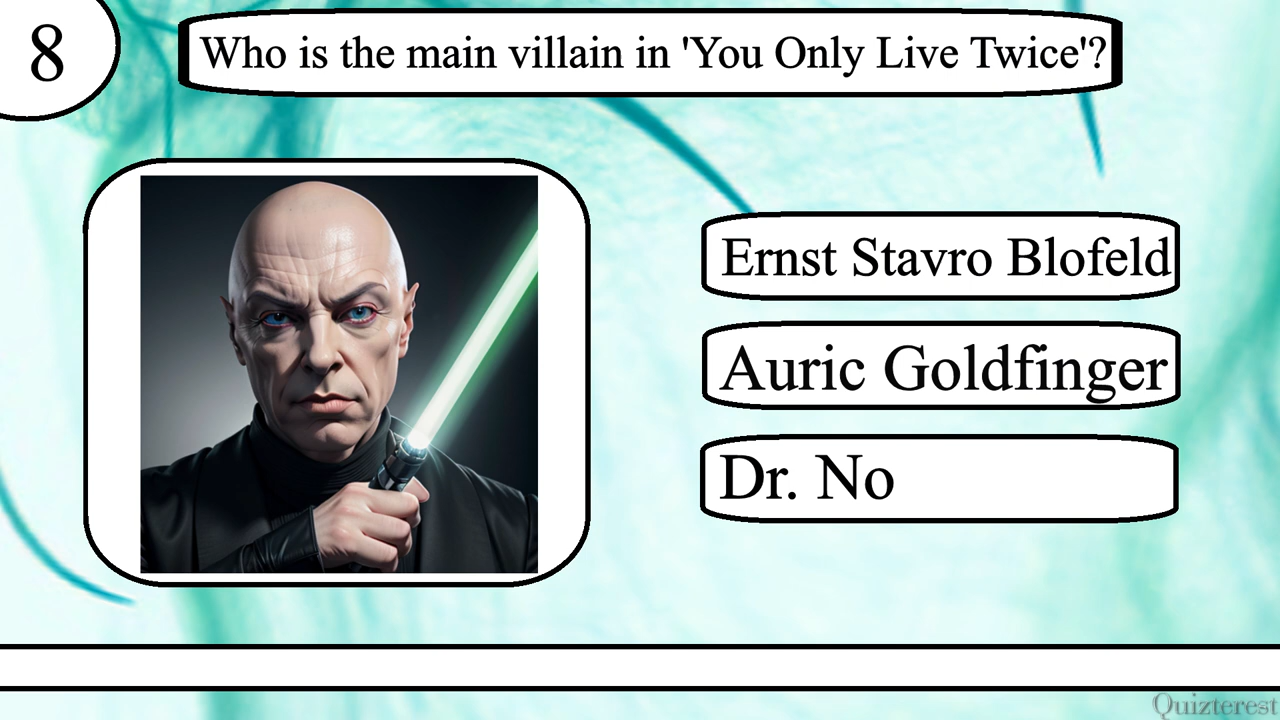 8
Who is the main villain in 'You Only Live Twice'?
Ernst Stavro Blofeld
Auric Goldfinger
Dr. No
Quizterest